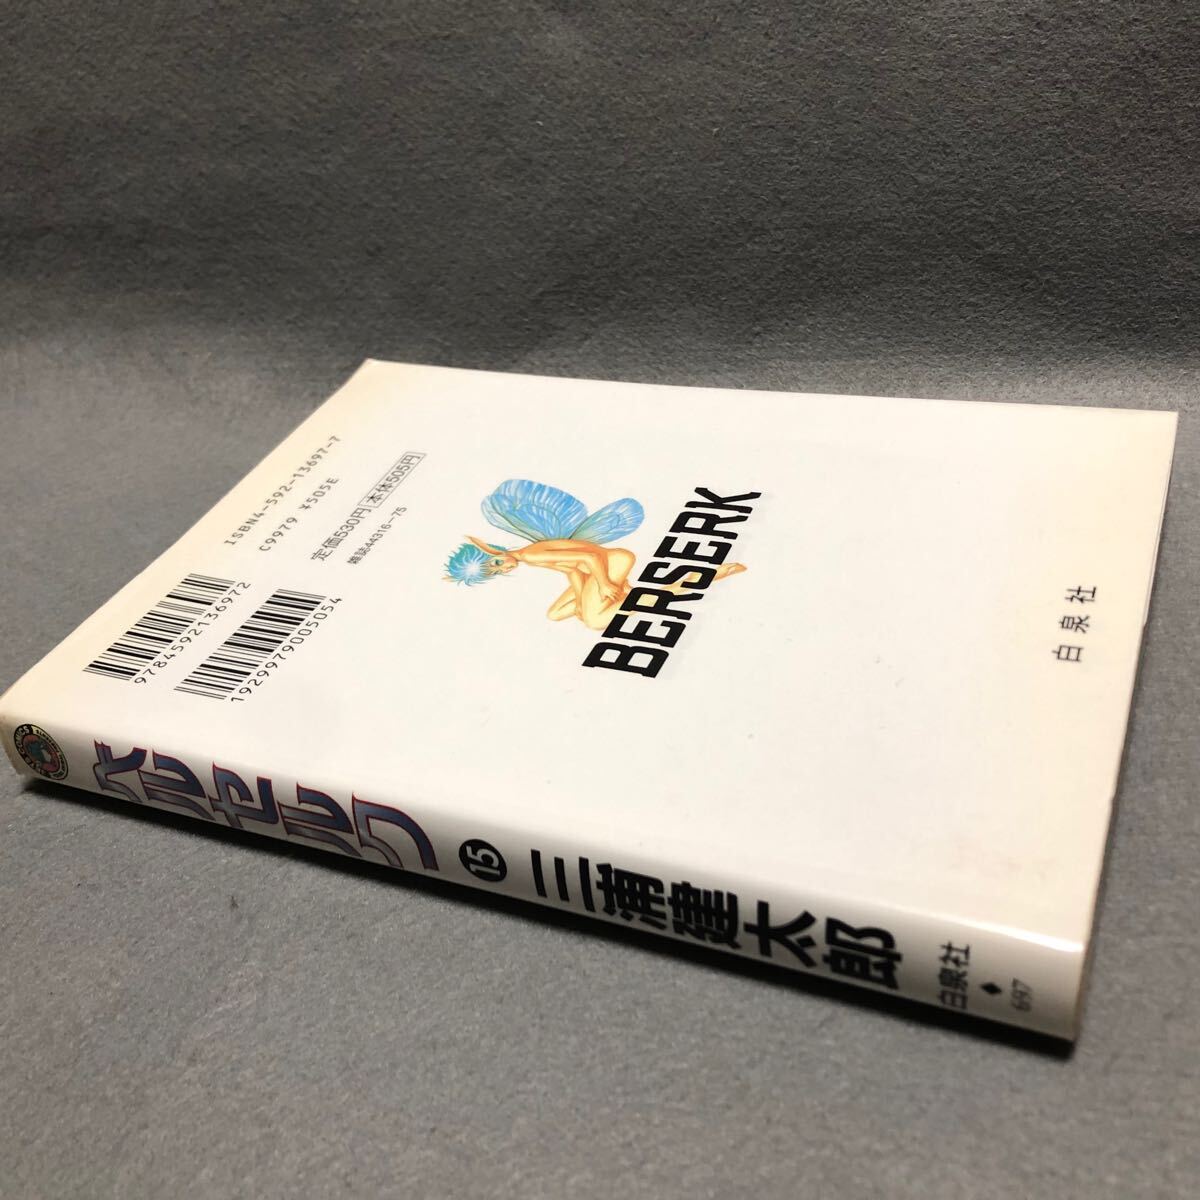 ISBN4-592-13697-7
C9979 ¥505E
定価530円 本体505円
雑誌44316-75
9784592136972
1929979005054
BERSERK
白泉社
ベルセルク
15
三浦建太郎
白泉社
697